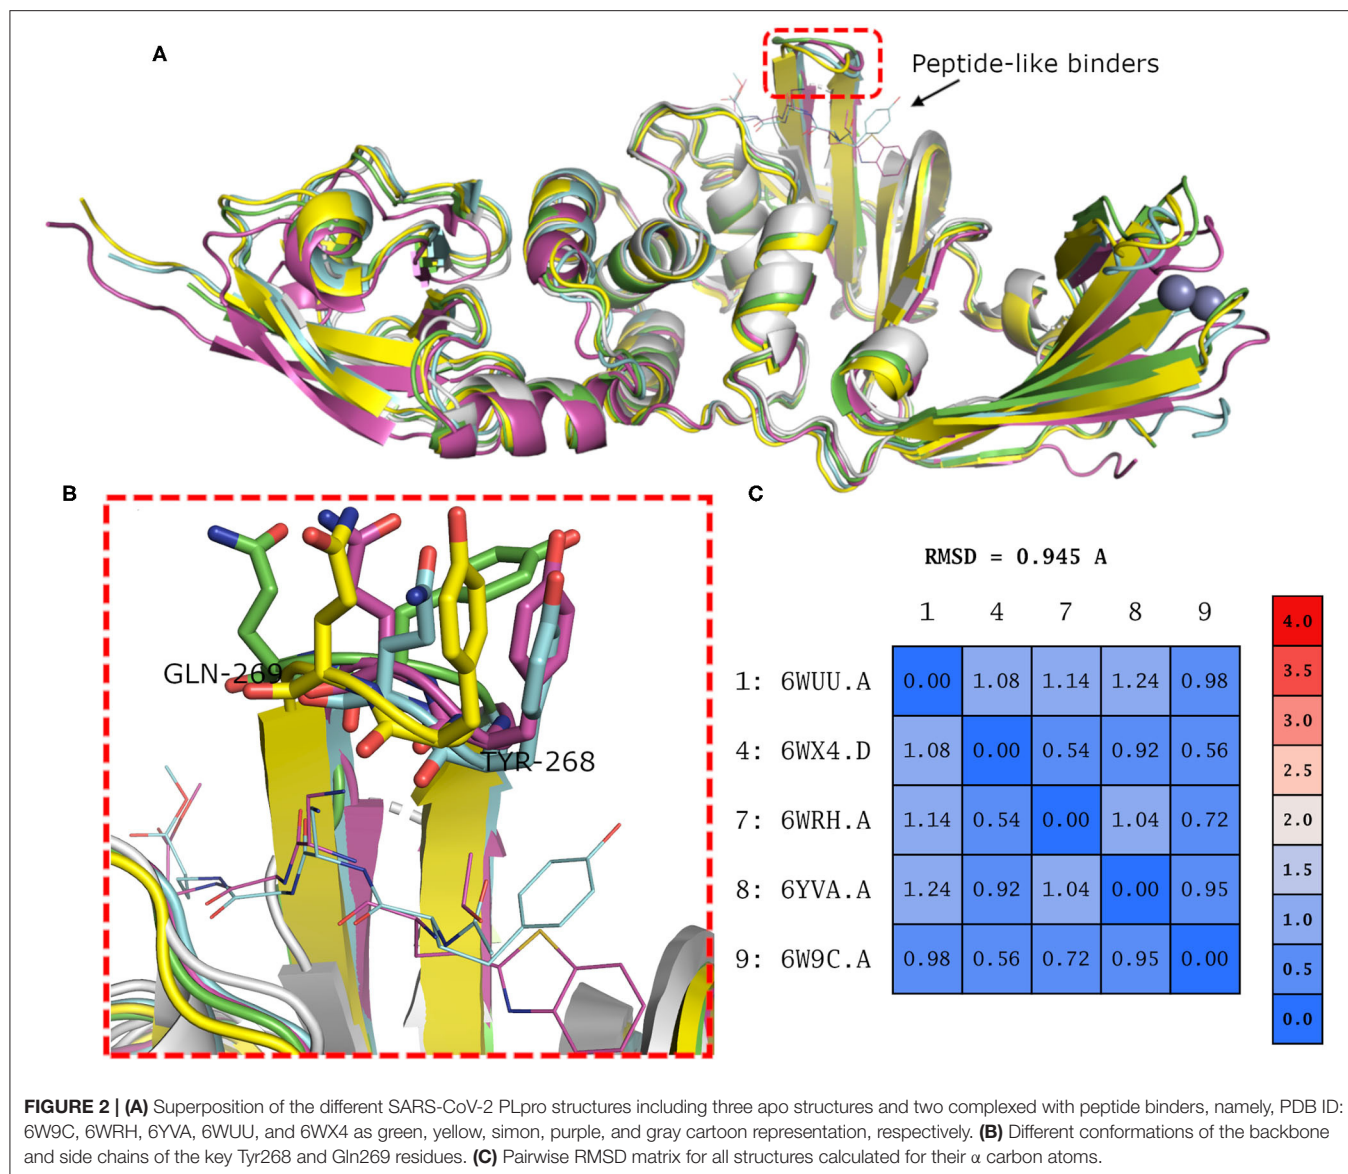 A
Peptide-like binders
B
GLN-269
TYR-268
C
RMSD = 0.945 A
1 4 7 8 9
1: 6WUU.A 0.00 1.08 1.14 1.24 0.98
4: 6WX4.D 1.08 0.00 0.54 0.92 0.56
7: 6WRH.A 1.14 0.54 0.00 1.04 0.72
8: 6YVA.A 1.24 0.92 1.04 0.00 0.95
9: 6W9C.A 0.98 0.56 0.72 0.95 0.00
4.0
3.5
3.0
2.5
2.0
1.5
1.0
0.5
0.0
FIGURE 2 | (A) Superposition of the different SARS-CoV-2 PLpro structures including three apo structures and two complexed with peptide binders, namely, PDB ID:
6W9C, 6WRH, 6YVA, 6WUU, and 6WX4 as green, yellow, simon, purple, and gray cartoon representation, respectively. (B) Different conformations of the backbone
and side chains of the key Tyr268 and Gln269 residues. (C) Pairwise RMSD matrix for all structures calculated for their α carbon atoms.